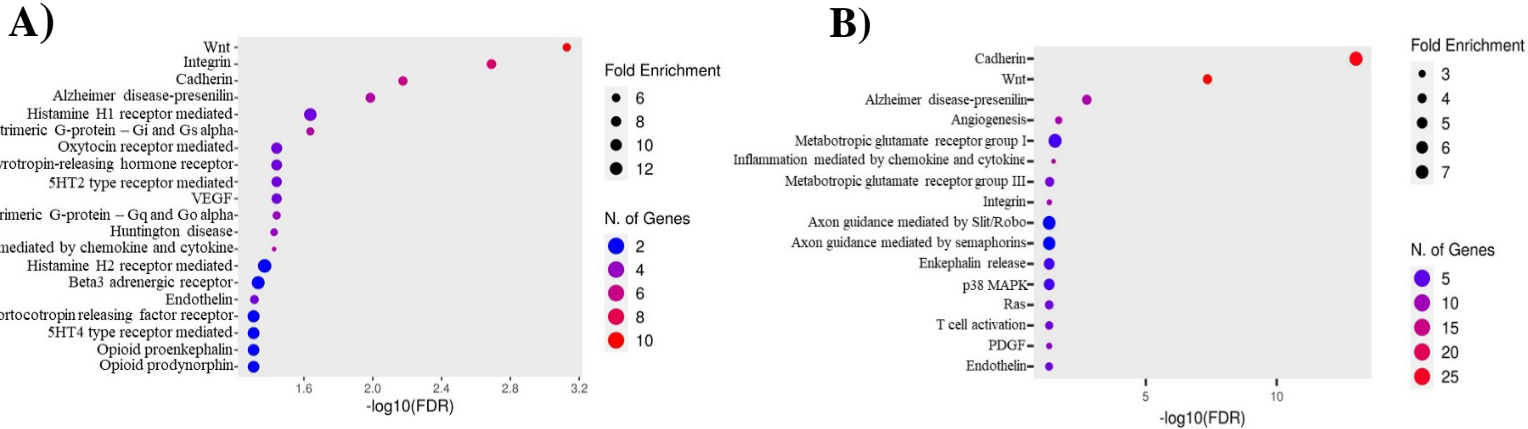 A)
Wnt
Integrin
Cadherin
Alzheimer disease-presenilin
Histamine H1 receptor mediated
trimeric G-protein – Gi and Gs alpha
Oxytocin receptor mediated
yrotropin-releasing hormone receptor
5HT2 type receptor mediated
VEGF
rimeric G-protein – Gq and Go alpha
Huntington disease
mediated by chemokine and cytokine
Histamine H2 receptor mediated
Beta3 adrenergic receptor
Endothelin
ortocotropin releasing factor receptor
5HT4 type receptor mediated
Opioid proenkephalin
Opioid prodynorphin
1.6 2.0 2.4 2.8 3.2
-log10(FDR)
Fold Enrichment
6
8
10
12
N. of Genes
2
4
6
8
10
B)
Cadherin
Wnt
Alzheimer disease-presenilin
Angiogenesis
Metabotropic glutamate receptor group I
Inflammation mediated by chemokine and cytokine
Metabotropic glutamate receptor group III
Integrin
Axon guidance mediated by Slit/Robo
Axon guidance mediated by semaphorins
Enkephalin release
p38 MAPK
Ras
T cell activation
PDGF
Endothelin
5 10
-log10(FDR)
Fold Enrichment
3
4
5
6
7
N. of Genes
5
10
15
20
25